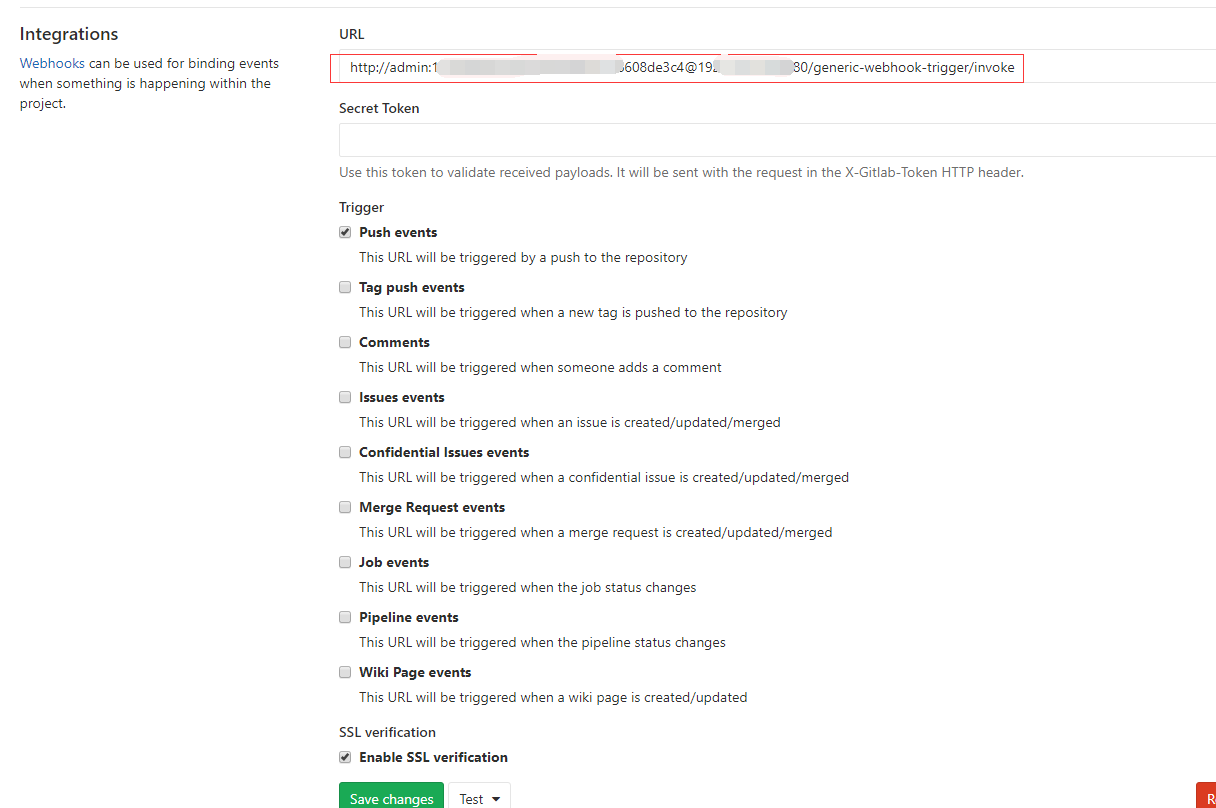 Integrations
Webhooks can be used for binding events
when something is happening within the
project.
URL
http://admin:1 608de3c4@19 80/generic-webhook-trigger/invoke
Secret Token
Use this token to validate received payloads. It will be sent with the request in the X-Gitlab-Token HTTP header.
Trigger
Push events
This URL will be triggered by a push to the repository
Tag push events
This URL will be triggered when a new tag is pushed to the repository
Comments
This URL will be triggered when someone adds a comment
Issues events
This URL will be triggered when an issue is created/updated/merged
Confidential Issues events
This URL will be triggered when a confidential issue is created/updated/merged
Merge Request events
This URL will be triggered when a merge request is created/updated/merged
Job events
This URL will be triggered when the job status changes
Pipeline events
This URL will be triggered when the pipeline status changes
Wiki Page events
This URL will be triggered when a wiki page is created/updated
SSL verification
Enable SSL verification
Save changes
Test